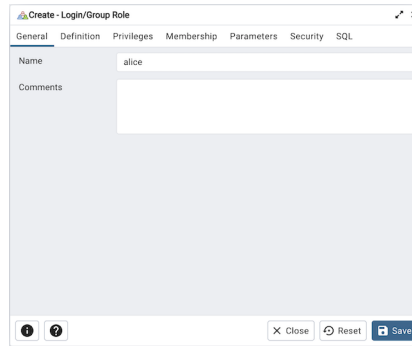 Create - Login/Group Role
General Definition Privileges Membership Parameters Security SQL
Name alice
Comments
Close Reset Save